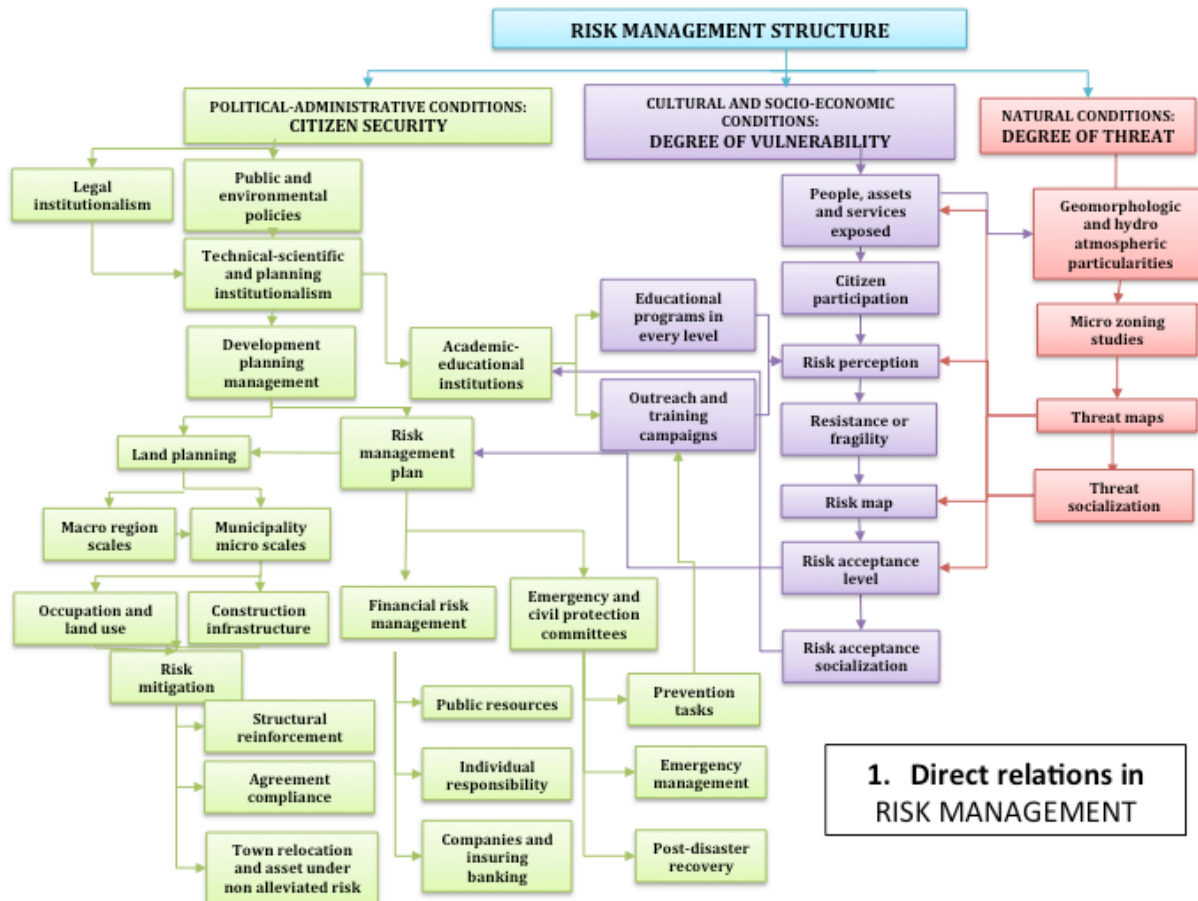 RISK MANAGEMENT STRUCTURE
POLITICAL-ADMINISTRATIVE CONDITIONS:
CITIZEN SECURITY
CULTURAL AND SOCIO-ECONOMIC
CONDITIONS:
DEGREE OF VULNERABILITY
NATURAL CONDITIONS:
DEGREE OF THREAT
Legal
institutionalism
Public and
environmental
policies
Technical-scientific
and planning
institutionalism
Development
planning
management
Academic-
educational
institutions
Land planning
Risk
management
plan
Macro region
scales
Municipality
micro scales
Occupation and
land use
Construction
infrastructure
Risk
mitigation
Structural
reinforcement
Agreement
compliance
Town relocation
and asset under
non alleviated risk
Financial risk
management
Public resources
Individual
responsibility
Companies and
insuring
banking
Emergency and
civil protection
committees
Prevention
tasks
Emergency
management
Post-disaster
recovery
Educational
programs in
every level
Outreach and
training
campaigns
People, assets
and services
exposed
Citizen
participation
Risk perception
Resistance or
fragility
Risk map
Risk acceptance
level
Risk acceptance
socialization
Geomorphologic
and hydro
atmospheric
particularities
Micro zoning
studies
Threat maps
Threat
socialization
1. Direct relations in
RISK MANAGEMENT